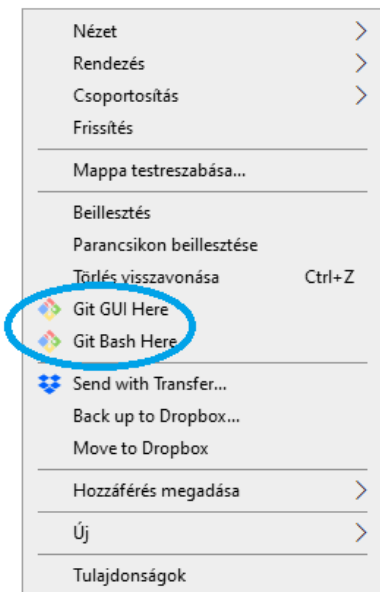 Nézet
Rendezés
Csoportosítás
Frissítés
Mappa testreszabása...
Beillesztés
Parancsikon beillesztése
Törlés visszavonása Ctrl+Z
Git GUI Here
Git Bash Here
Send with Transfer...
Back up to Dropbox...
Move to Dropbox
Hozzáférés megadása
Új
Tulajdonságok